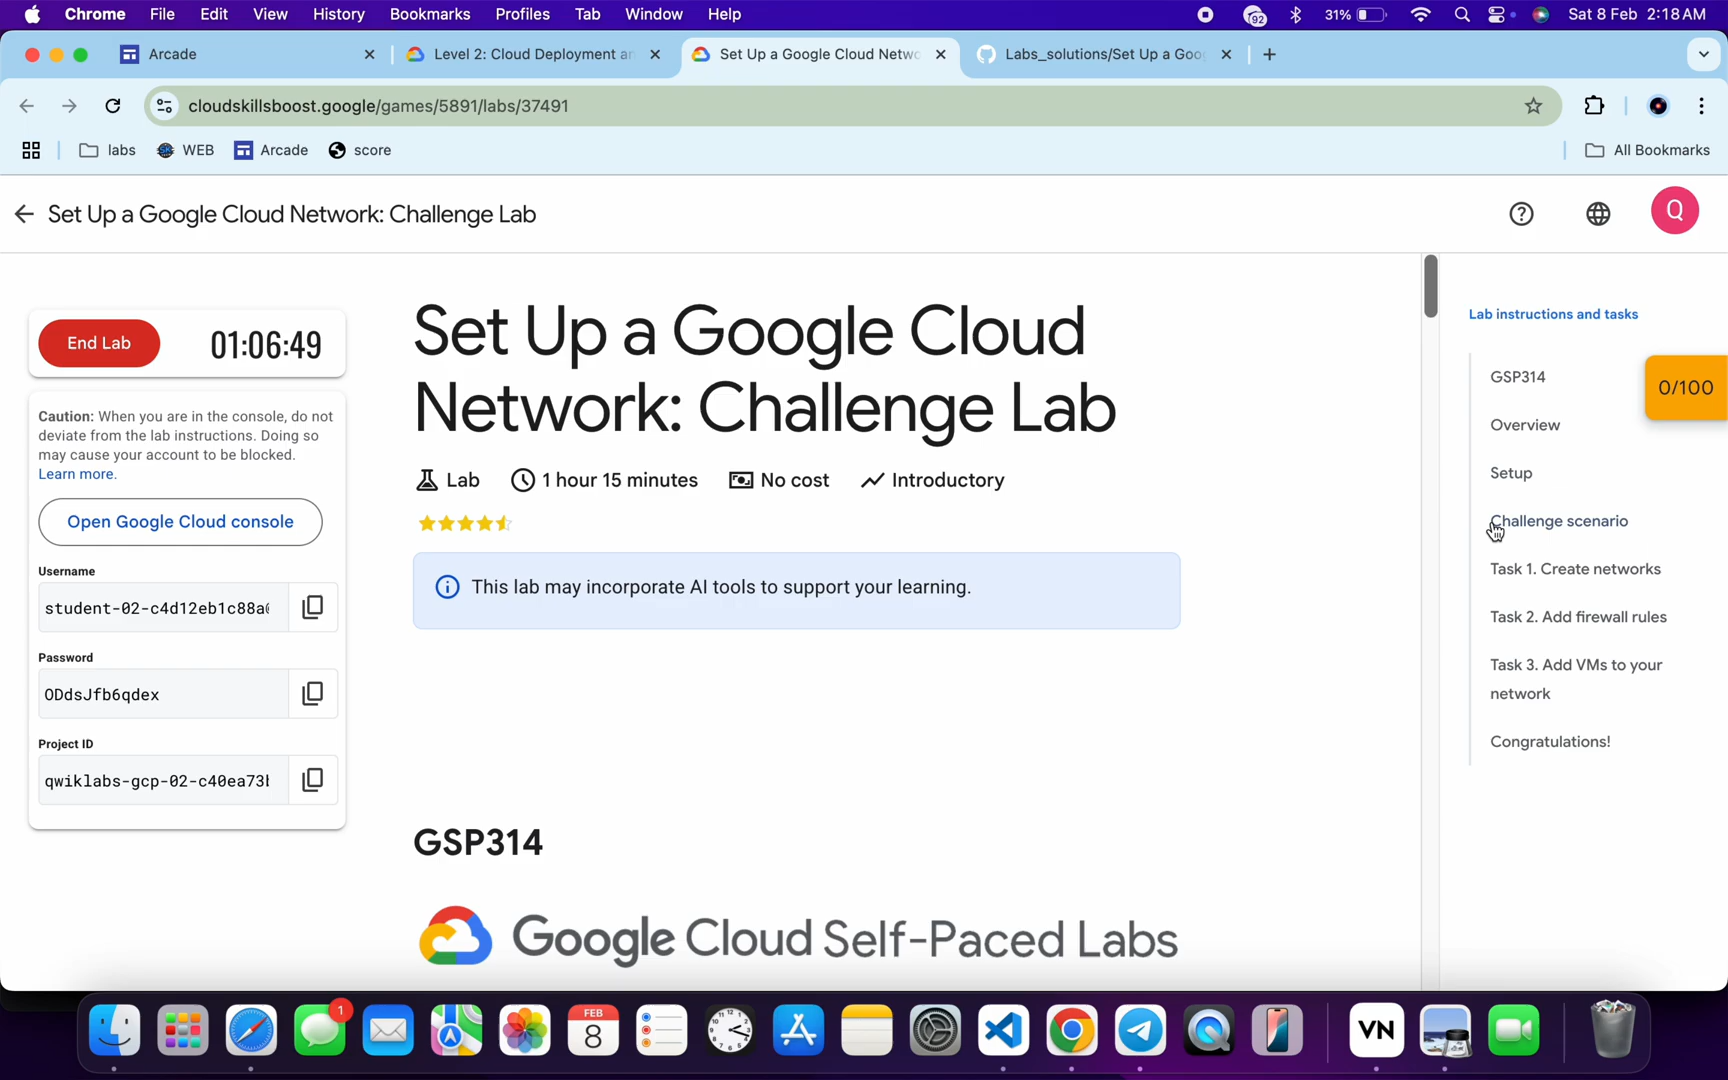 Chrome File Edit View History Bookmarks Profiles Tab Window Help 92 31% Sat 8 Feb 2:18 AM
Arcade Level 2: Cloud Deployment an Set Up a Google Cloud Netwo Labs_solutions/Set Up a Goo
cloudskillsboost.google/games/5891/labs/37491
labs WEB Arcade score All Bookmarks
Set Up a Google Cloud Network: Challenge Lab Q
End Lab 01:06:49
Caution: When you are in the console, do not
deviate from the lab instructions. Doing so
may cause your account to be blocked.
Learn more.
Open Google Cloud console
Username
student-02-c4d12eb1c88a
Password
ODdsJfb6qdex
Project ID
qwiklabs-gcp-02-c40ea73
Set Up a Google Cloud
Network: Challenge Lab
Lab 1 hour 15 minutes No cost Introductory
This lab may incorporate AI tools to support your learning.
GSP314
Google Cloud Self-Paced Labs
Lab instructions and tasks
GSP314
0/100
Overview
Setup
Challenge scenario
Task 1. Create networks
Task 2. Add firewall rules
Task 3. Add VMs to your
network
Congratulations!
1
FEB
8
VN